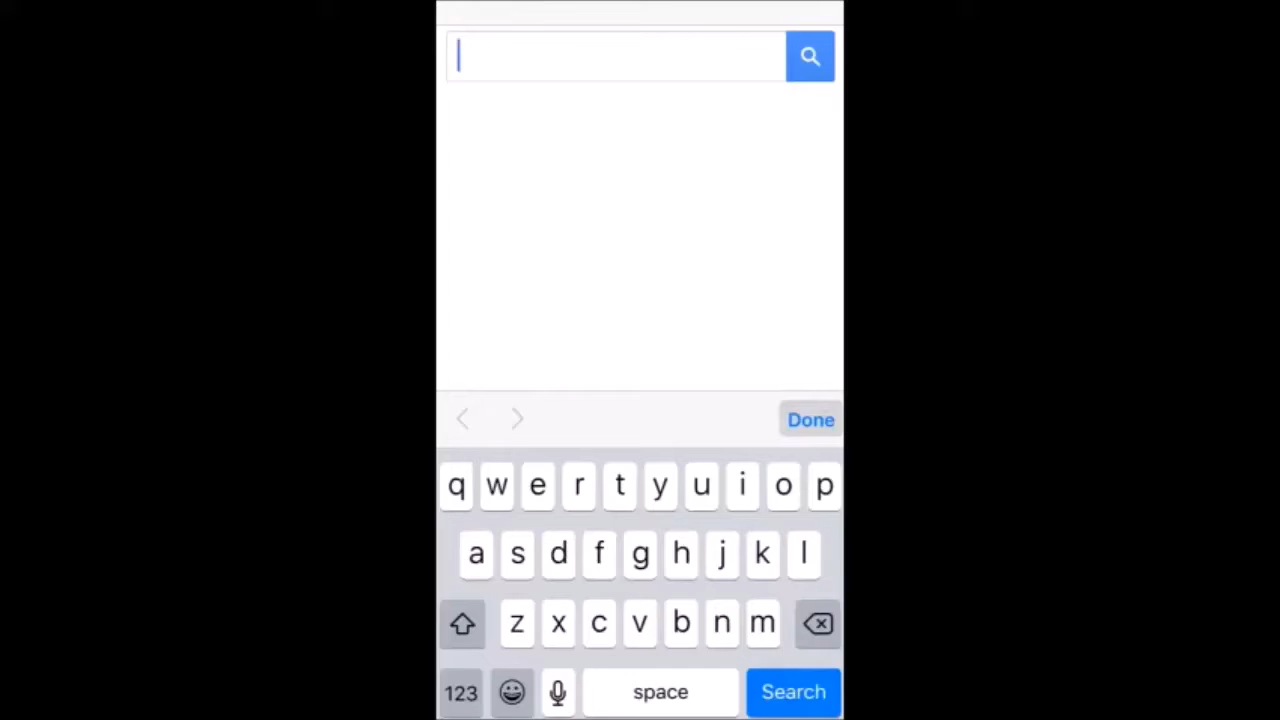 Done
q w e r t y u i o p
a s d f g h j k l
z x c v b n m
123 space Search